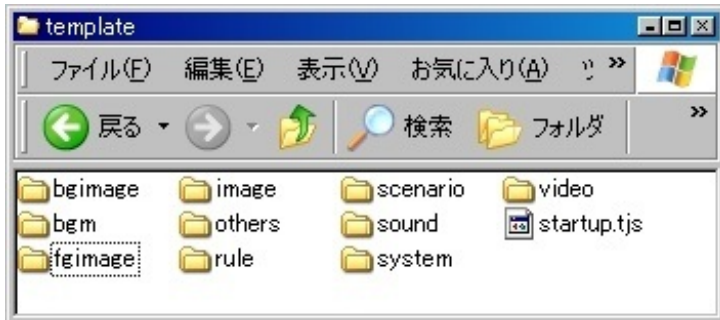 template
ファイル(F) 編集(E) 表示(V) お気に入り(A) ツ »
戻る 検索 フォルダ »
bgimage image scenario video
bgm others sound startup.tjs
fgimage rule system